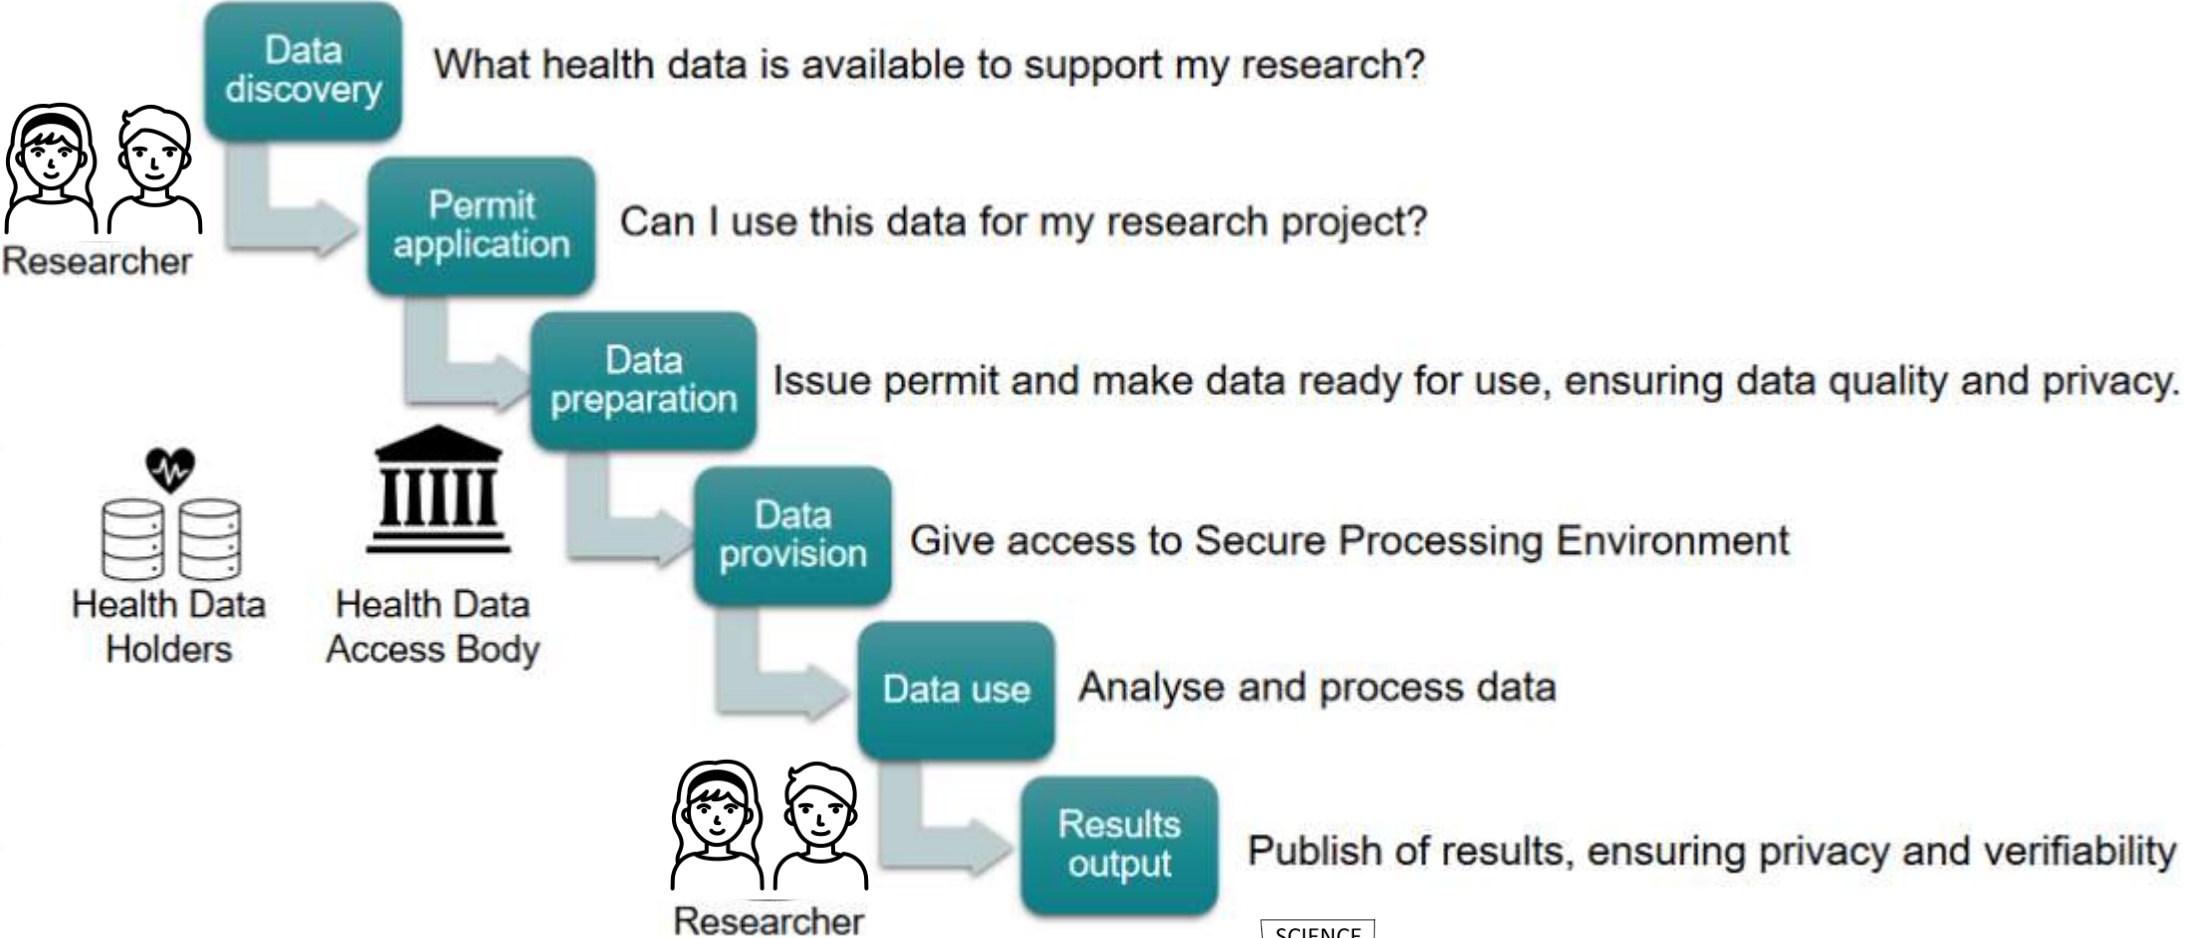 Data
discovery
What health data is available to support my research?
Researcher
Permit
application
Can I use this data for my research project?
Data
preparation
Issue permit and make data ready for use, ensuring data quality and privacy.
Health Data
Holders
Health Data
Access Body
Data
provision
Give access to Secure Processing Environment
Data use
Analyse and process data
Researcher
Results
output
Publish of results, ensuring privacy and verifiability
SCIENCE